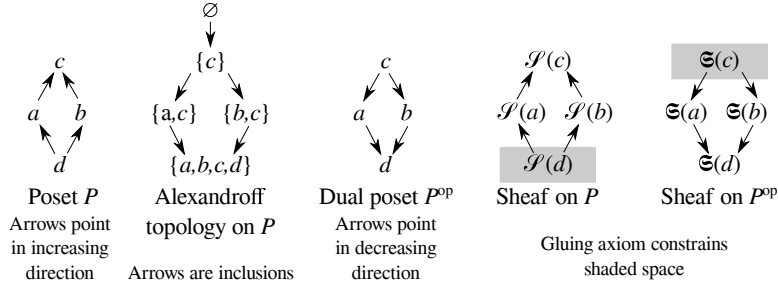 ∅
c
{c}
c
𝒮(c)
𝕾(c)
a
b
{a,c}
{b,c}
a
b
𝒮(a)
𝒮(b)
𝕾(a)
𝕾(b)
d
{a,b,c,d}
d
𝒮(d)
𝕾(d)
Poset P
Arrows point
in increasing
direction
Alexandroff
topology on P
Arrows are inclusions
Dual poset P^op
Arrows point
in decreasing
direction
Sheaf on P
Sheaf on P^op
Gluing axiom constrains
shaded space